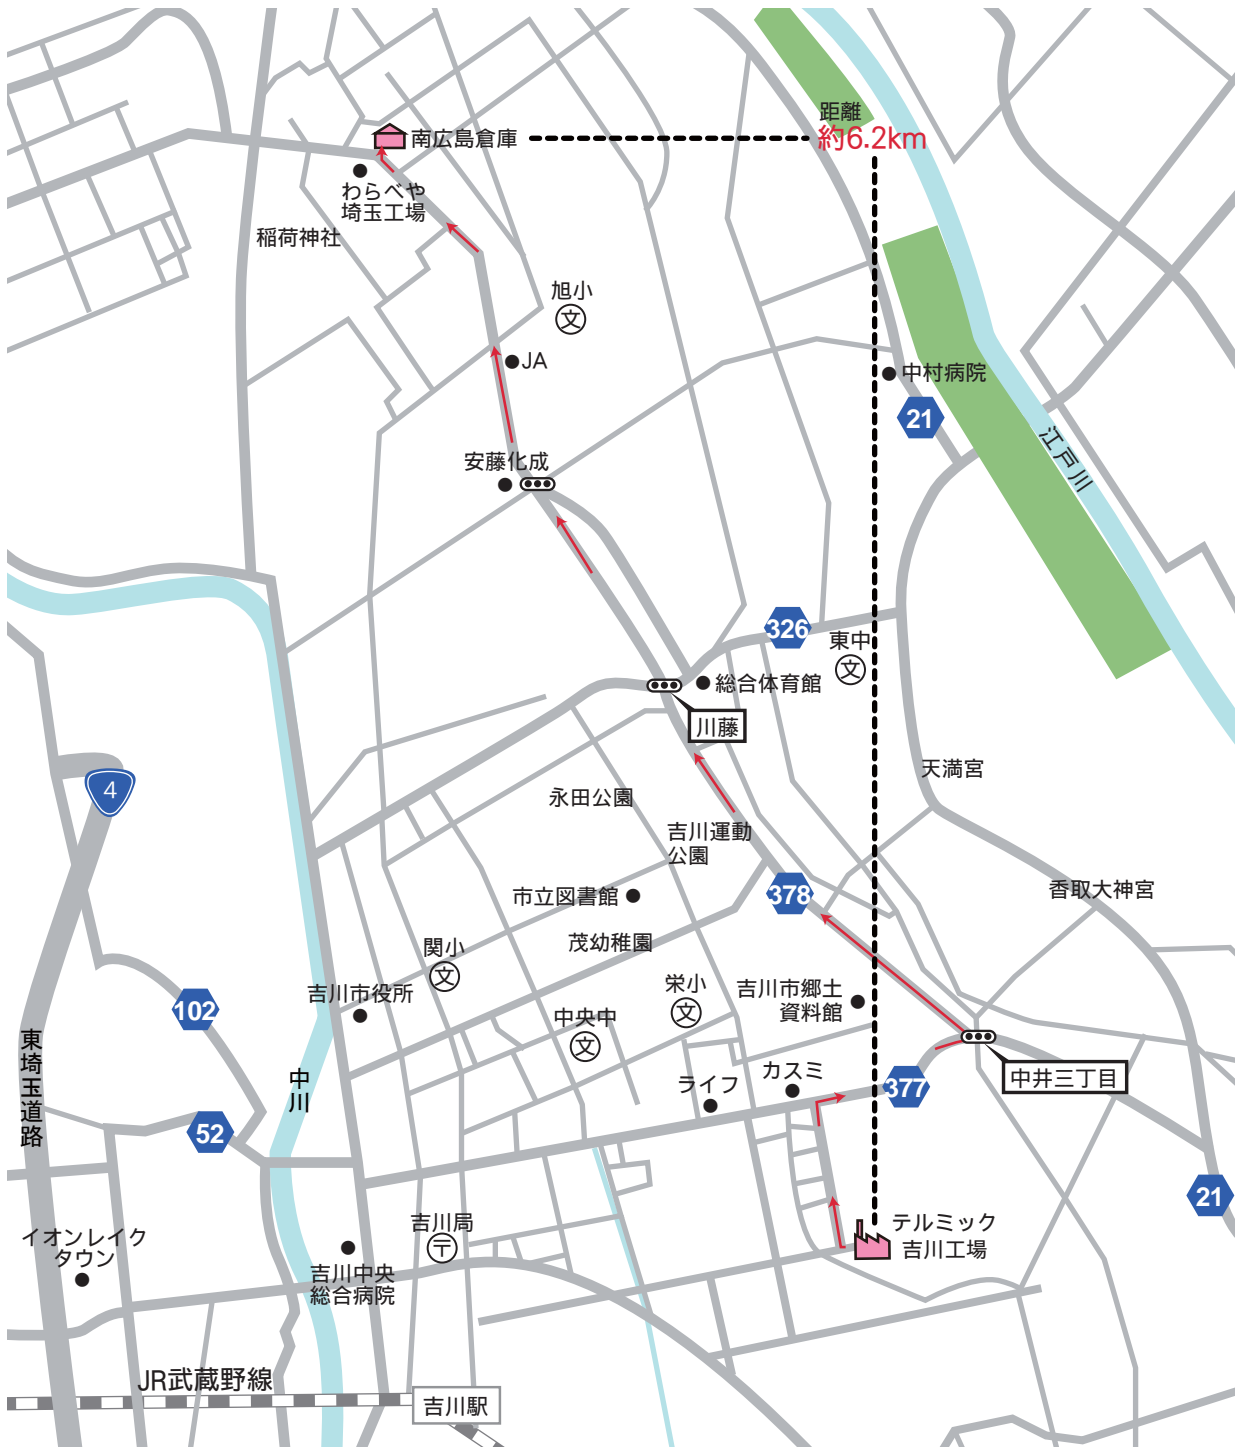 距離
約6.2km
南広島倉庫
わらべや
埼玉工場
稲荷神社
旭小
文
JA
中村病院
21
江戸川
安藤化成
326
東中
文
総合体育館
川藤
天満宮
4
永田公園
吉川運動
公園
378
香取大神宮
市立図書館
茂幼稚園
関小
文
栄小
文
吉川市郷土
資料館
吉川市役所
102
中央中
文
東埼玉道路
中川
ライフ
カスミ
377
中井三丁目
52
21
テルミック
吉川工場
イオンレイク
タウン
吉川局
〒
吉川中央
総合病院
JR武蔵野線
吉川駅